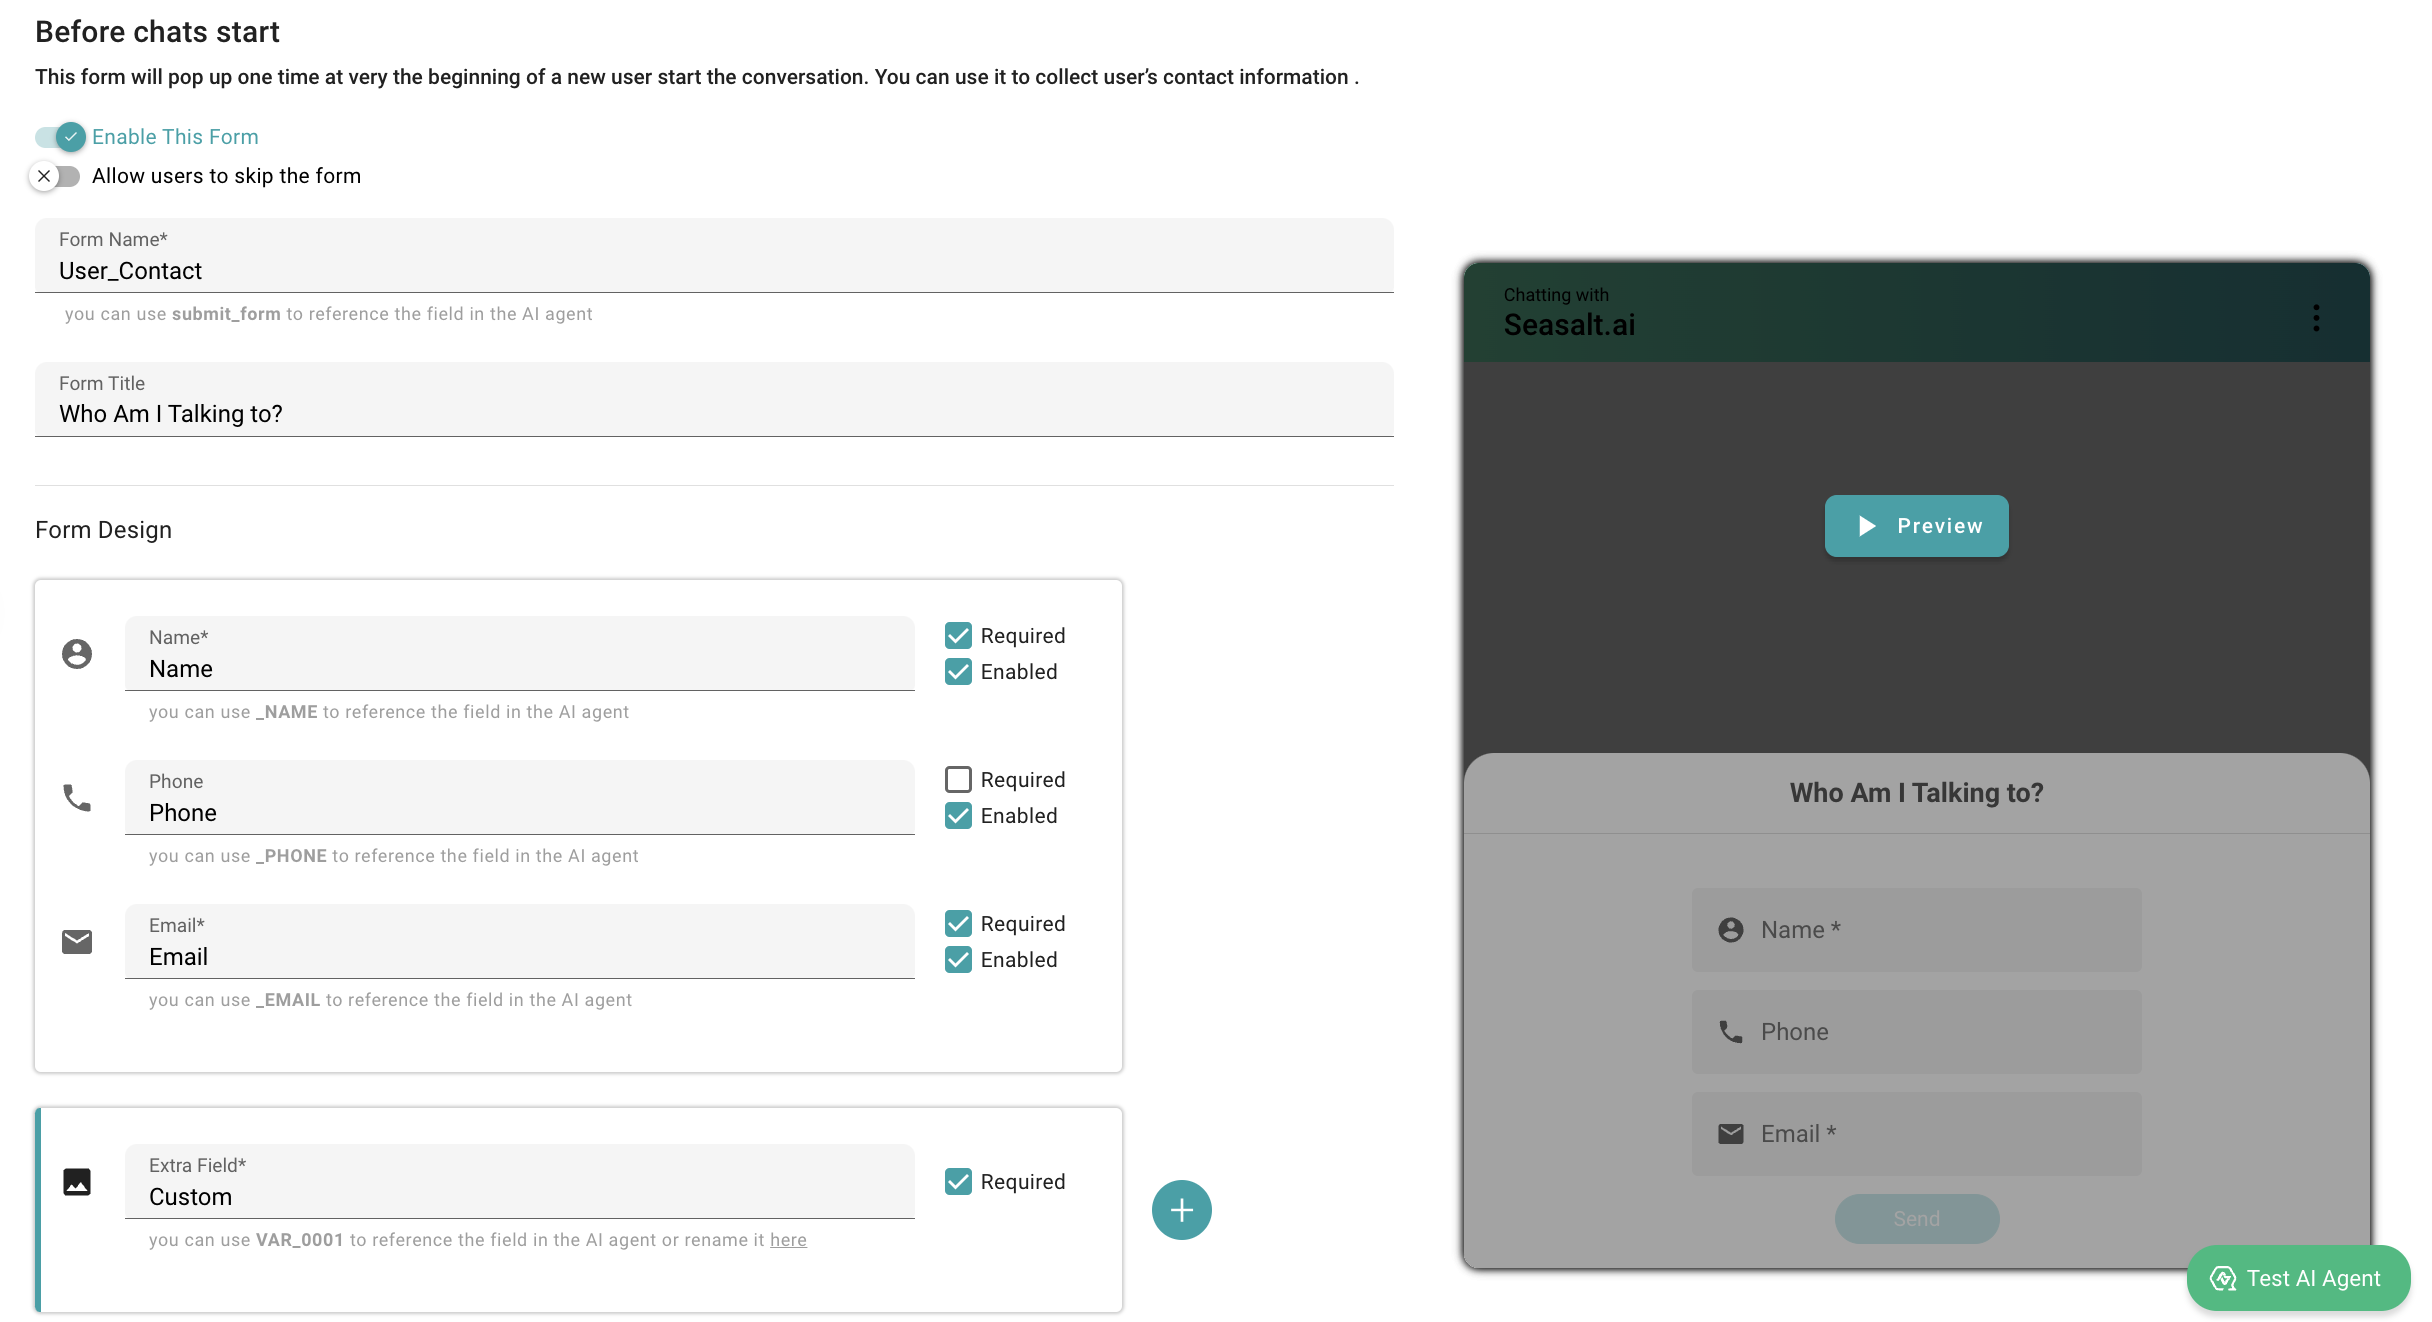 Before chats start
This form will pop up one time at very the beginning of a new user start the conversation. You can use it to collect user’s contact information .
Enable This Form
Allow users to skip the form
Form Name*
User_Contact
you can use submit_form to reference the field in the AI agent
Form Title
Who Am I Talking to?
Form Design
Name*
Name
Required
Enabled
you can use _NAME to reference the field in the AI agent
Phone
Phone
Required
Enabled
you can use _PHONE to reference the field in the AI agent
Email*
Email
Required
Enabled
you can use _EMAIL to reference the field in the AI agent
Extra Field*
Custom
Required
you can use VAR_0001 to reference the field in the AI agent or rename it here
Chatting with
Seasalt.ai
Preview
Who Am I Talking to?
Name *
Phone
Email *
Send
Test AI Agent